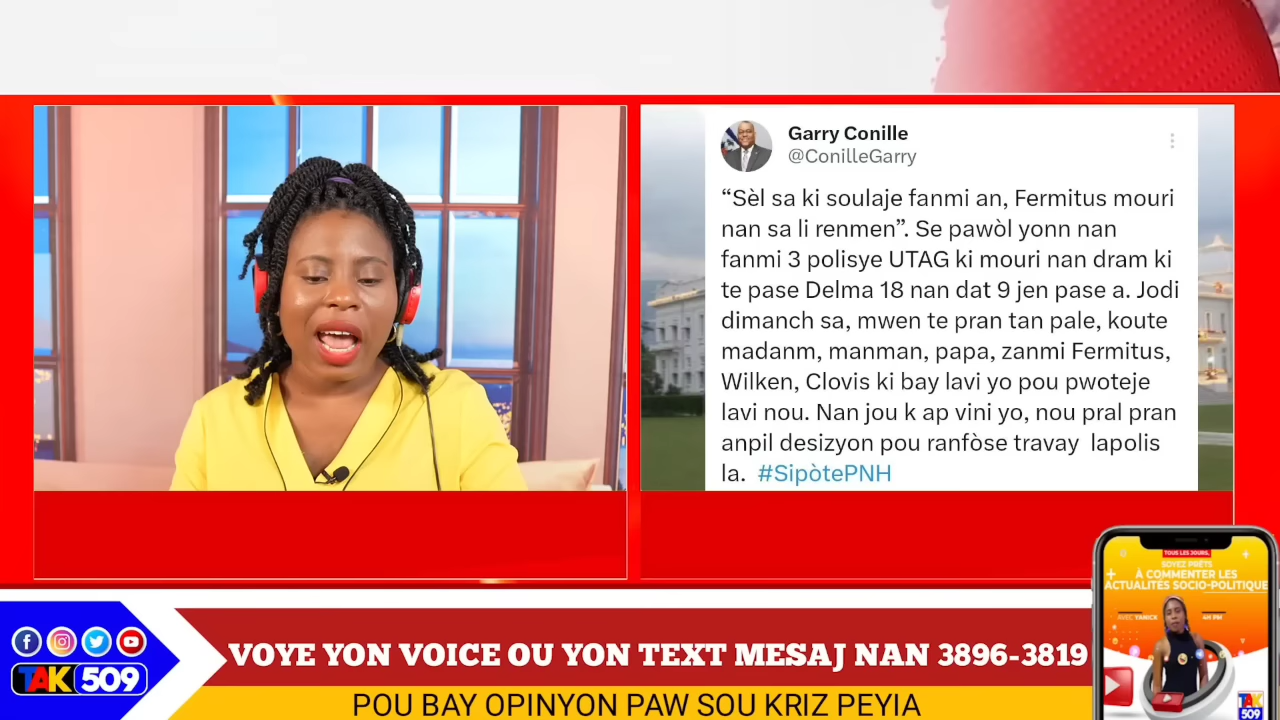 Garry Conille
@ConilleGarry
“Sèl sa ki soulaje fanmi an, Fermitus mouri
nan sa li renmen”. Se pawòl yonn nan
fanmi 3 polisye UTAG ki mouri nan dram ki
te pase Delma 18 nan dat 9 jen pase a. Jodi
dimanch sa, mwen te pran tan pale, koute
madanm, manman, papa, zanmi Fermitus,
Wilken, Clovis ki bay lavi yo pou pwoteje
lavi nou. Nan jou k ap vini yo, nou pral pran
anpil desizyon pou ranfòse travay lapolis
la. #SipòtePNH
TAK 509
VOYE YON VOICE OU YON TEXT MESAJ NAN 3896-3819
POU BAY OPINYON PAW SOU KRIZ PEYIA
TOUS LES JOURS,
SOYEZ PRÊTS
À COMMENTER LES
ACTUALITÉS SOCIO-POLITIQUE
AVEC YARICK
4H PM
TAK
509